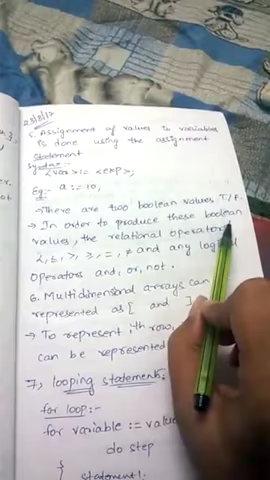 23/8/17
5. Assignment of values to variables
is done using the assignment
statement
Syntax:-
<var> := <exp>;
Eg:- a := 10;
→ There are two boolean values T/F.
→ In order to produce these boolean
values, the relational operators
<, ≤, >, ≥, =, ≠ and any logical
operators and, or, not.
6. Multidimensional arrays can
represented as [ and ]
→ To represent ith row,
can be represented
7, looping statements:
for loop:-
for variable := value
do step
{
statement1;